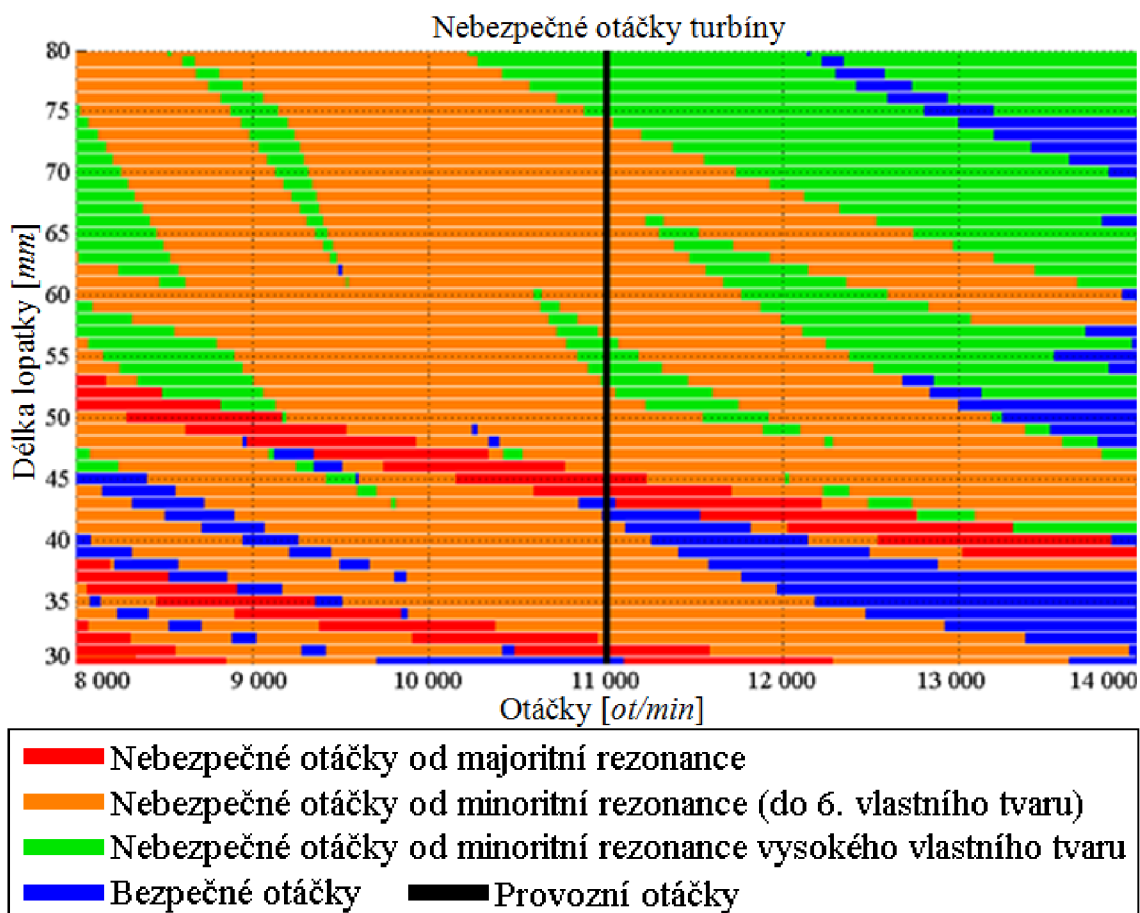 Nebezpečné otáčky turbíny
Délka lopatky [mm]
80
75
70
65
60
55
50
45
40
35
30
8 000 9 000 10 000 11 000 12 000 13 000 14 000
Otáčky [ot/min]
Nebezpečné otáčky od majoritní rezonance
Nebezpečné otáčky od minoritní rezonance (do 6. vlastního tvaru)
Nebezpečné otáčky od minoritní rezonance vysokého vlastního tvaru
Bezpečné otáčky Provozní otáčky